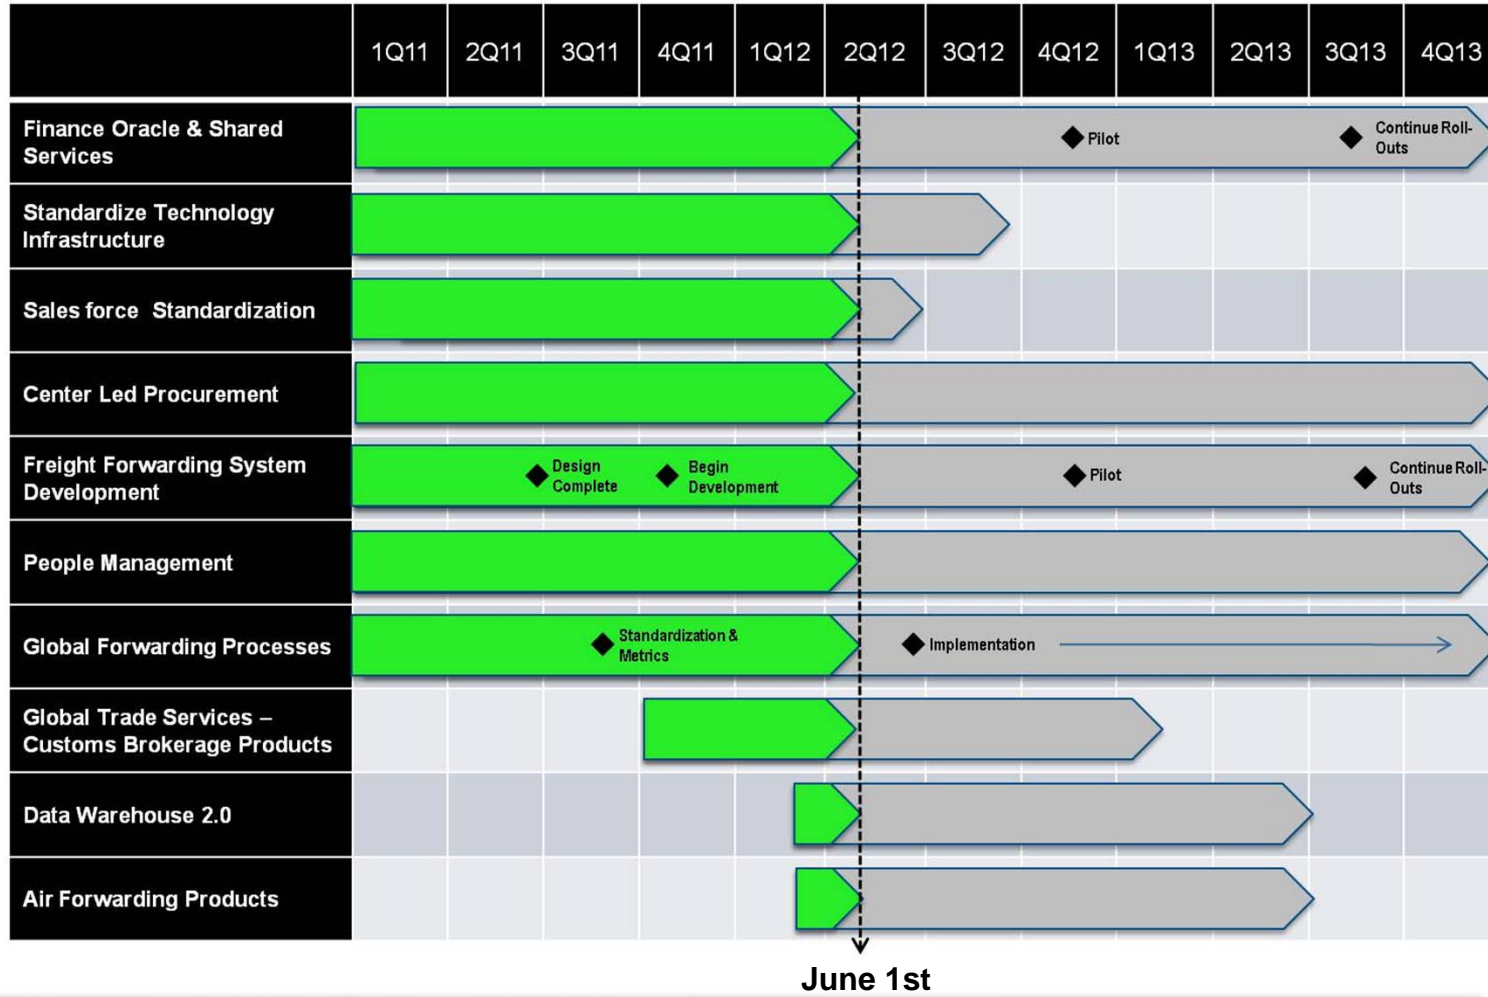 1Q11 2Q11 3Q11 4Q11 1Q12 2Q12 3Q12 4Q12 1Q13 2Q13 3Q13 4Q13
Finance Oracle & Shared
Services
Pilot
Continue Roll-
Outs
Standardize Technology
Infrastructure
Sales force Standardization
Center Led Procurement
Freight Forwarding System
Development
Design
Complete
Begin
Development
Pilot
Continue Roll-
Outs
People Management
Global Forwarding Processes
Standardization &
Metrics
Implementation
Global Trade Services –
Customs Brokerage Products
Data Warehouse 2.0
Air Forwarding Products
June 1st